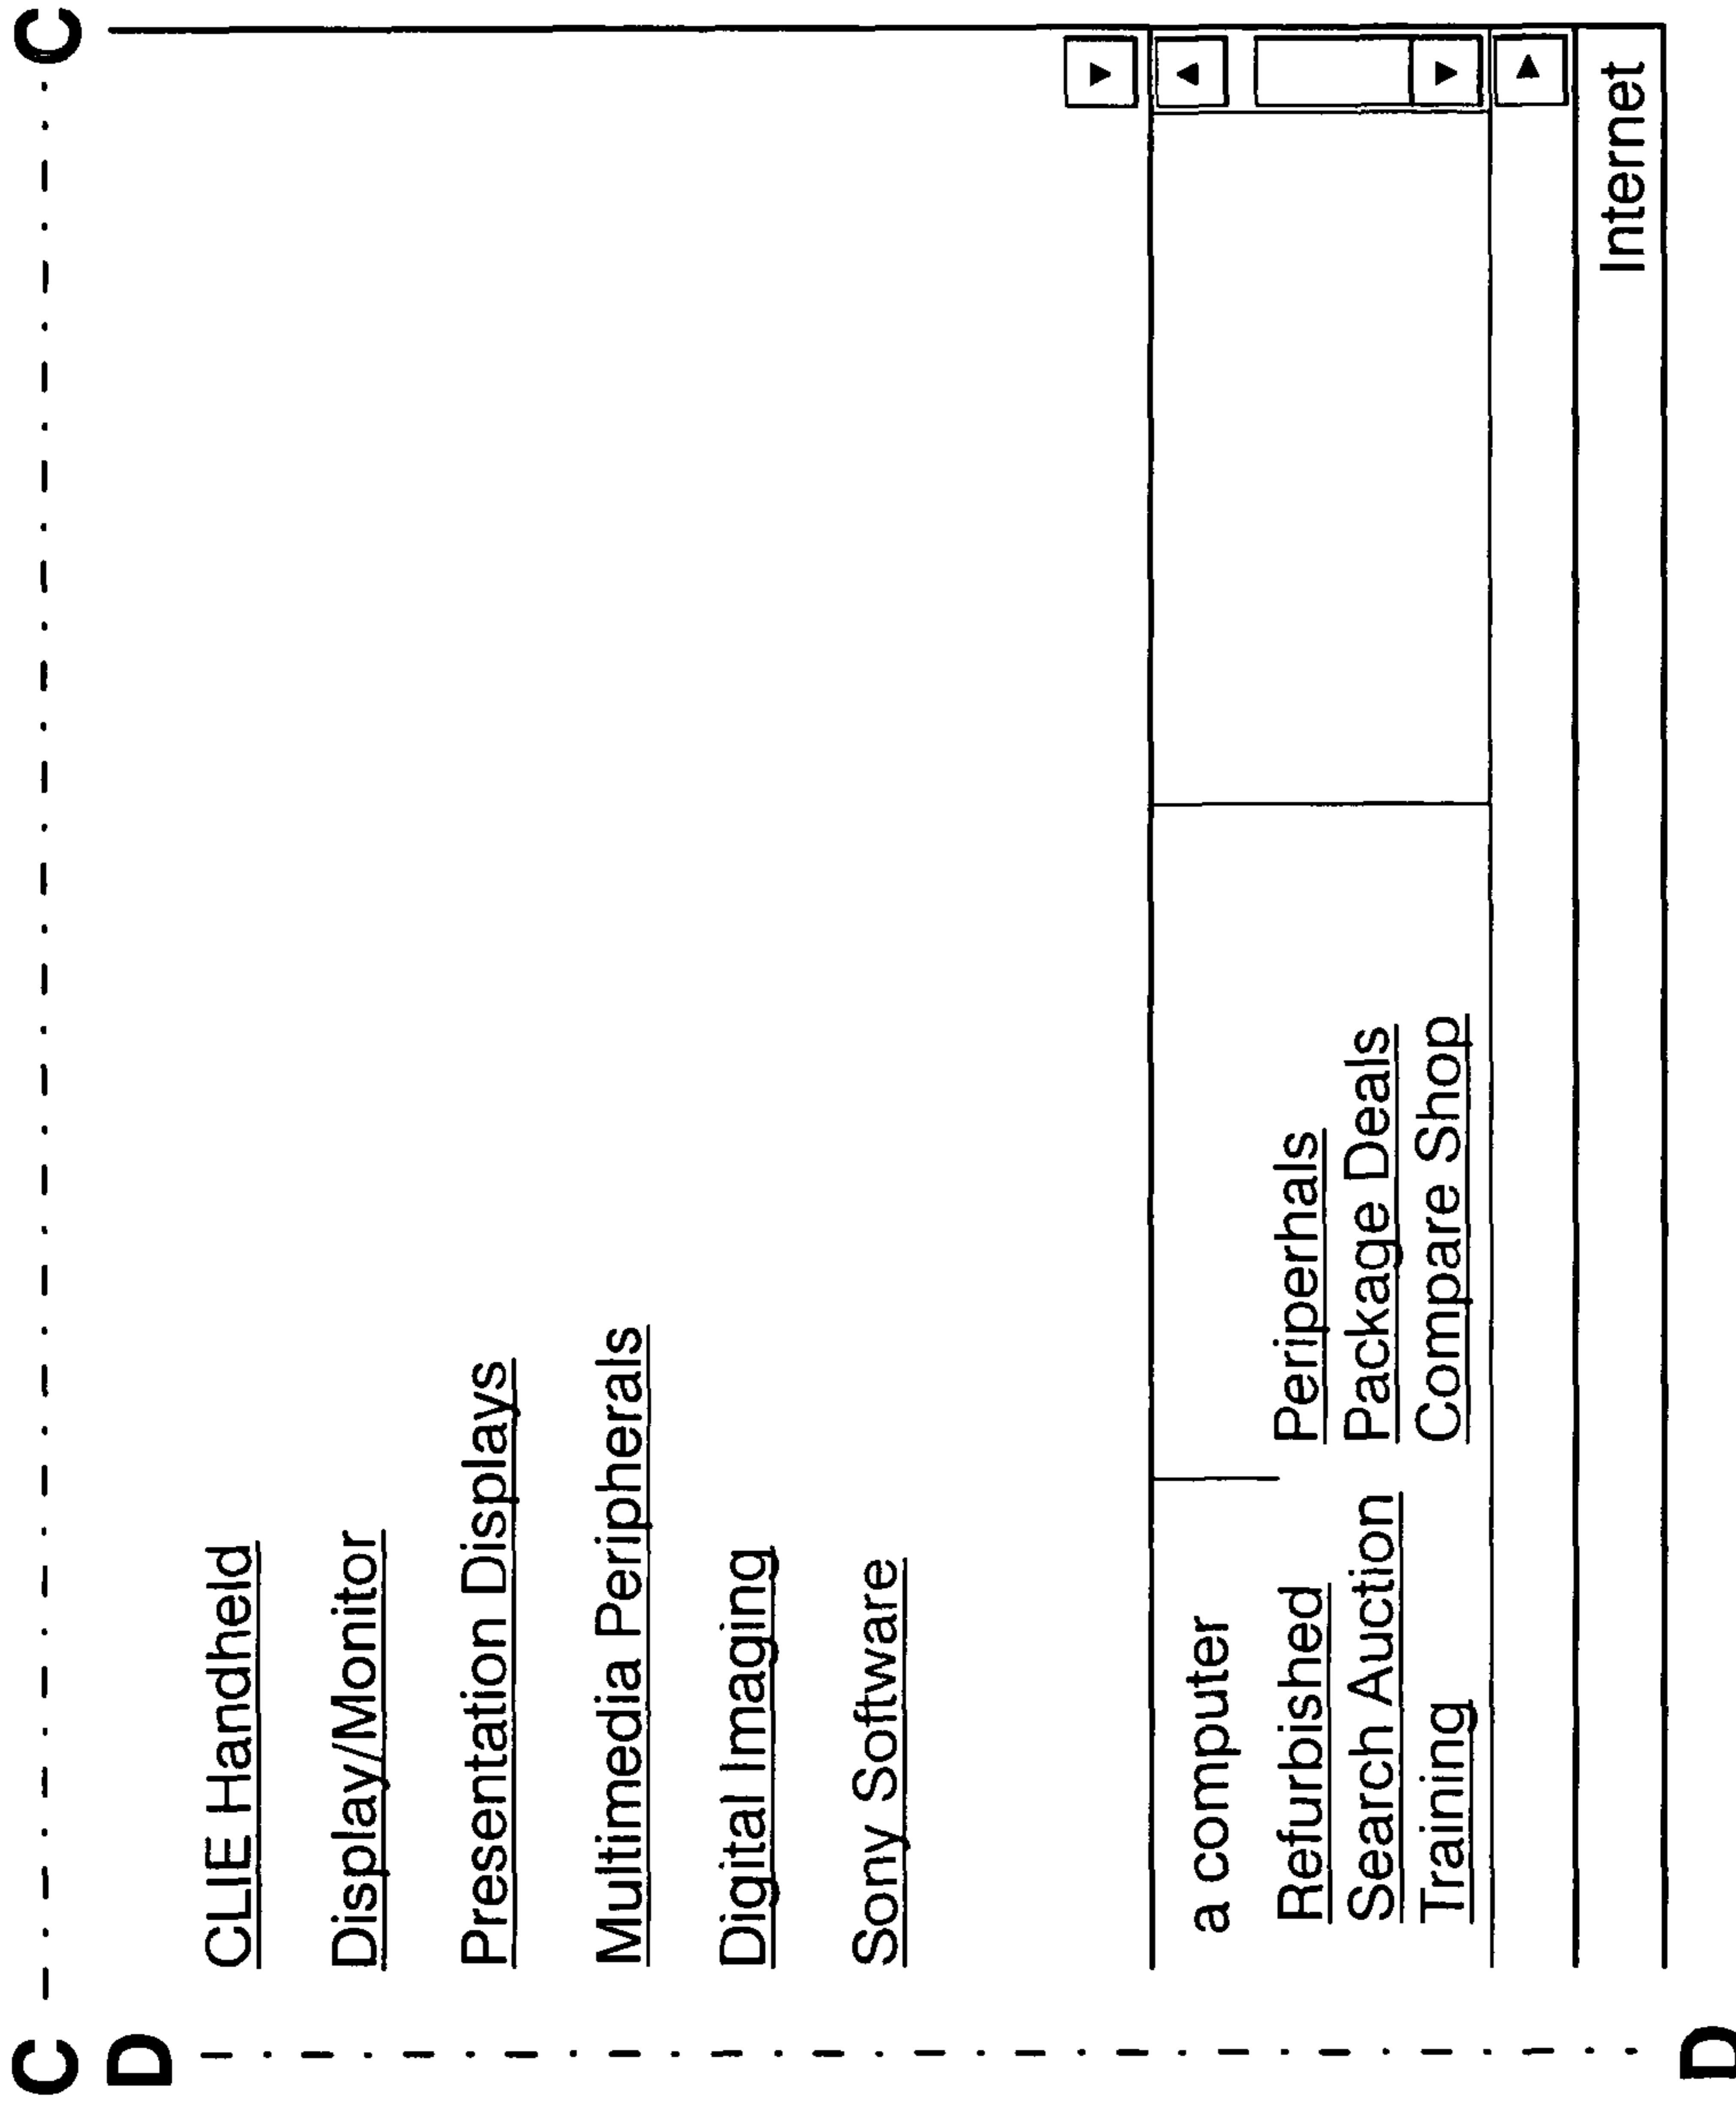 C C
D
CLIE Handheld
Display/Monitor
Presentation Displays
Multimedia Peripherals
Digital Imaging
Sony Software
a computer
Refurbished Periperhals
Search Auction Package Deals
Training Compare Shop
Internet
D